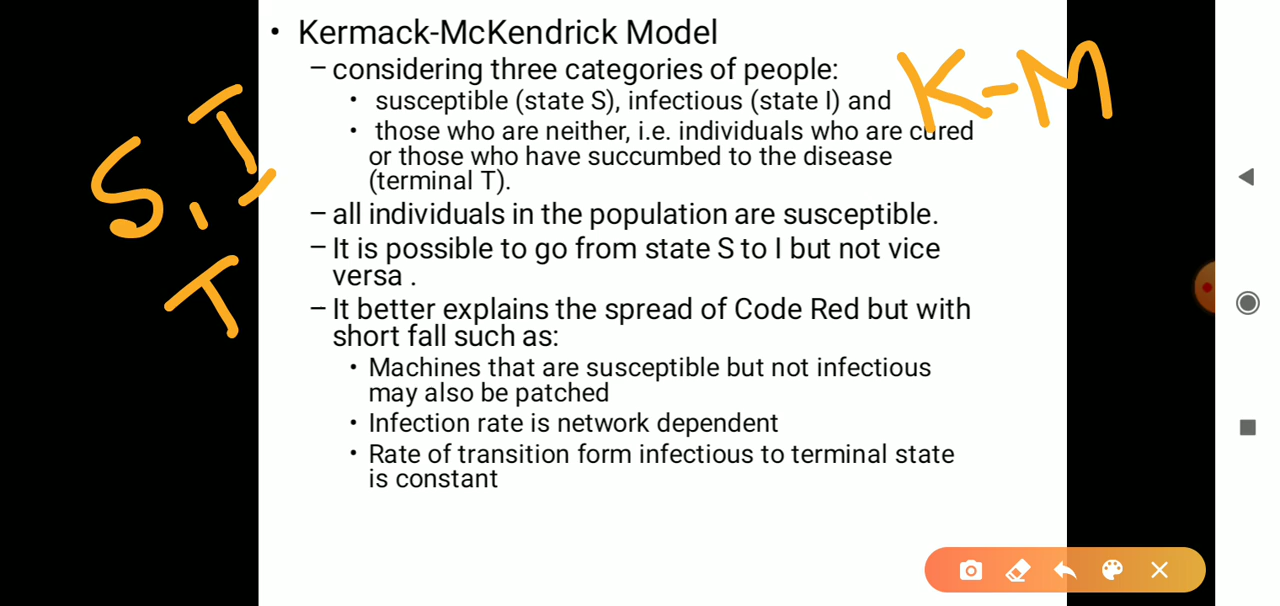 • Kermack-McKendrick Model
– considering three categories of people:
• susceptible (state S), infectious (state I) and
• those who are neither, i.e. individuals who are cured
or those who have succumbed to the disease
(terminal T).
– all individuals in the population are susceptible.
– It is possible to go from state S to I but not vice
versa .
– It better explains the spread of Code Red but with
short fall such as:
• Machines that are susceptible but not infectious
may also be patched
• Infection rate is network dependent
• Rate of transition form infectious to terminal state
is constant
K-M
S, I
T